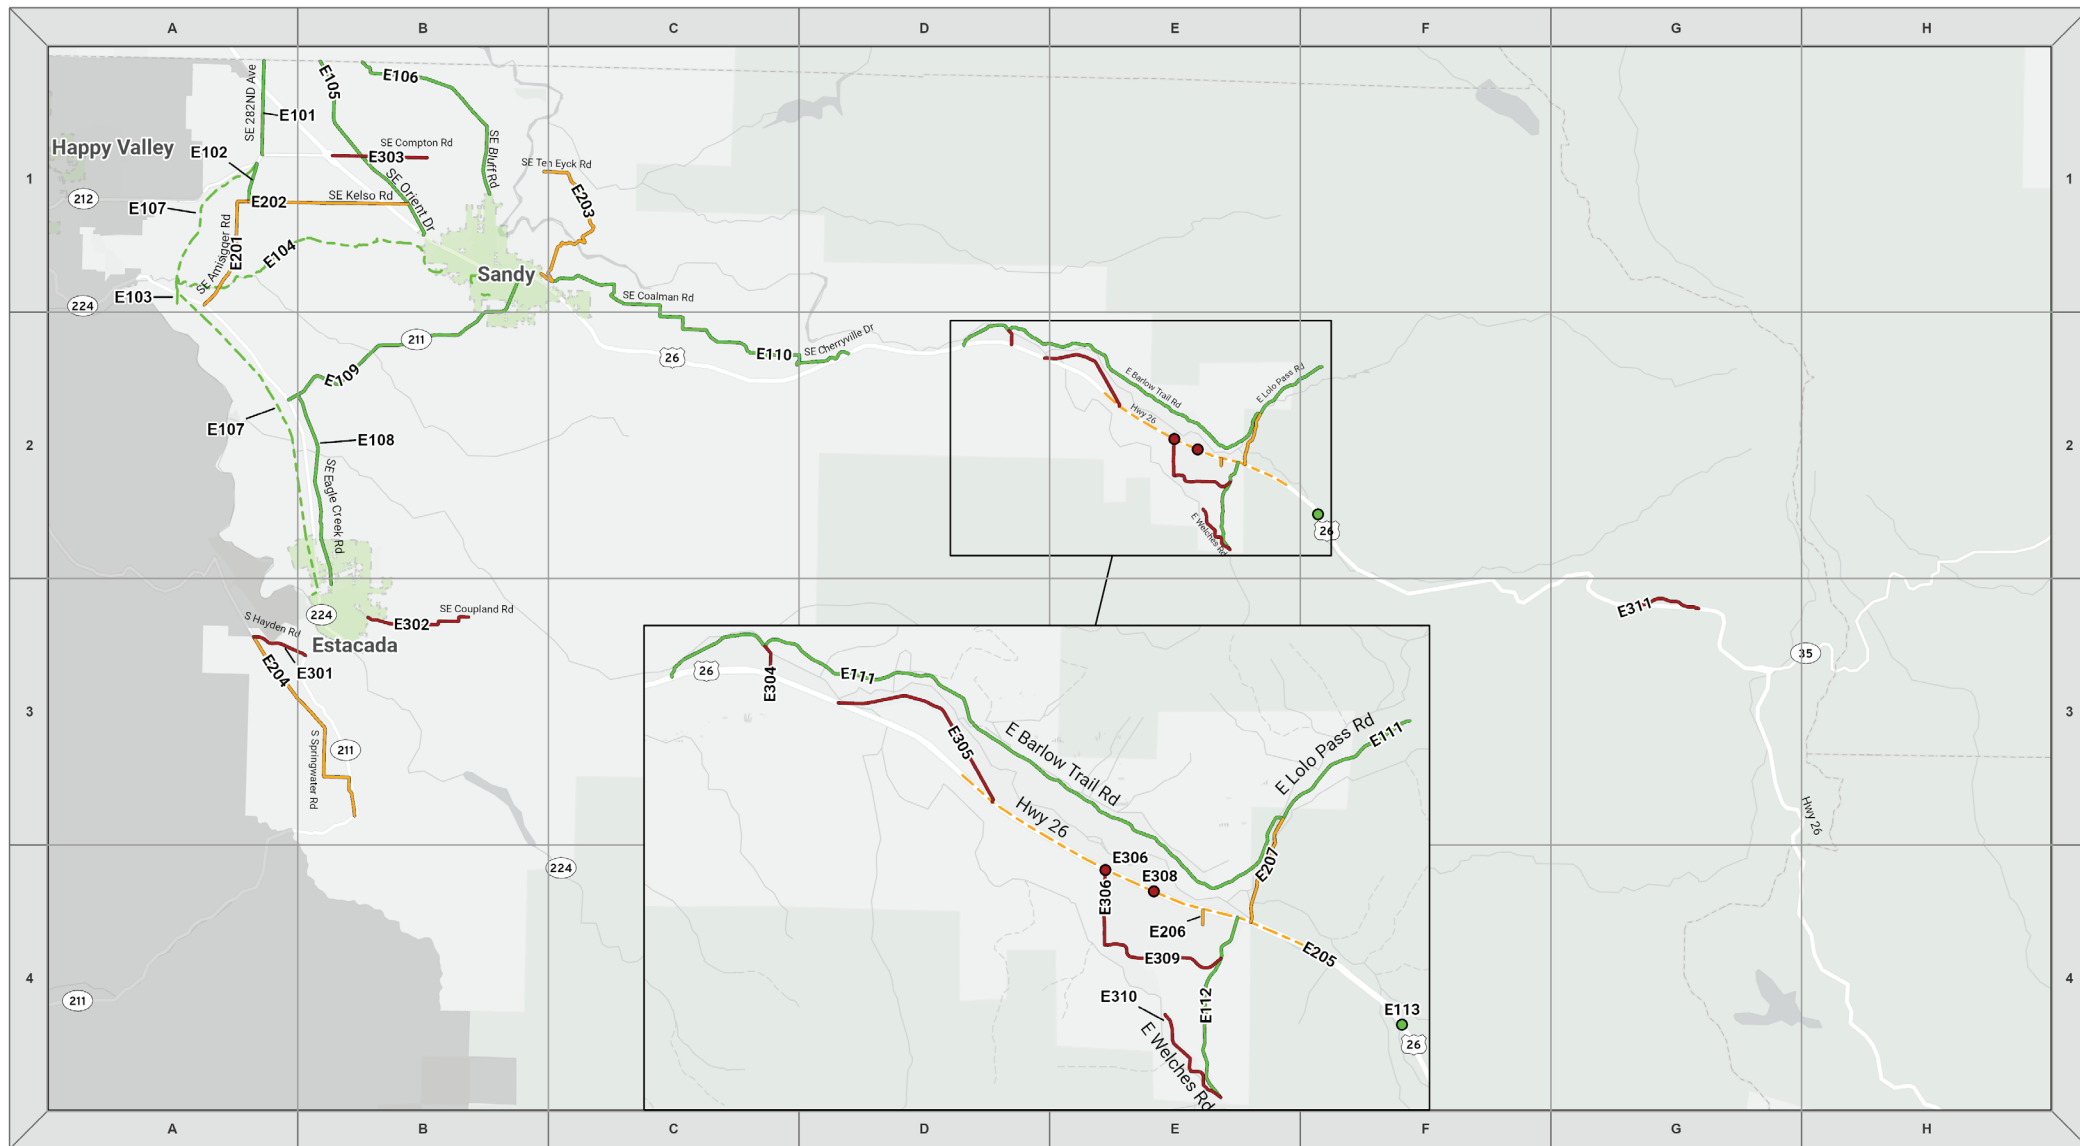 A B C D E F G H
SE 282ND Ave
E105
E106
E101
Happy Valley
E102
SE Compton Rd
E303
SE Bluff Rd
SE Ten Eyck Rd
1
1
212
E107
E202
SE Kelso Rd
SE Orient Dr
E203
SE Amisigger Rd
E201
E104
Sandy
E103
224
SE Coalman Rd
211
26
E110
SE Cherryville Dr
E109
E Barlow Trail Rd
E Lolo Pass Rd
Hwy 26
E107
E108
2
2
SE Eagle Creek Rd
E Welches Rd
26
224
S Hayden Rd
E302
SE Coupland Rd
Estacada
E301
E204
E311
35
3
3
211
S Springwater Rd
Hwy 26
26
E304
E111
E305
E Barlow Trail Rd
E Lolo Pass Rd
E111
Hwy 26
E306
E308
E306
E207
224
E206
E309
E205
E310
E112
E113
26
E Welches Rd
4
4
211
A B C D E F G H